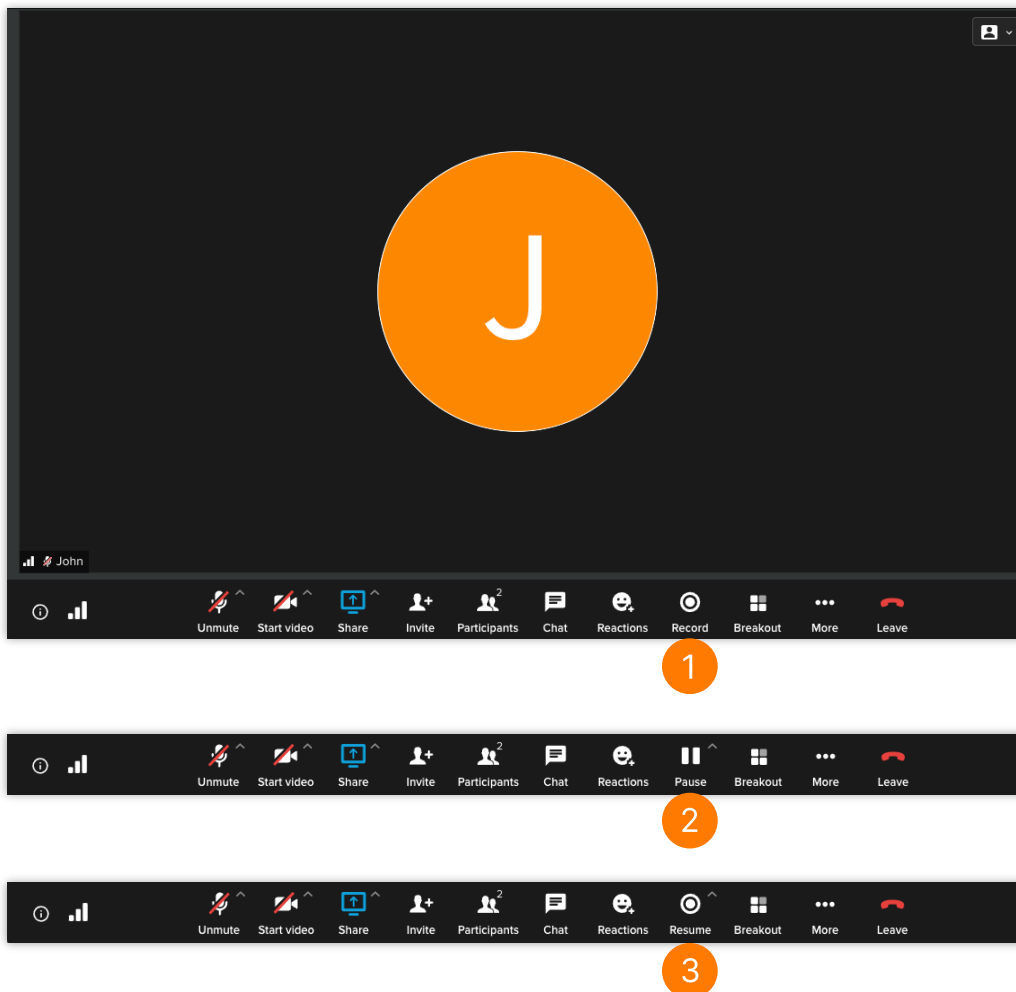 J
John
2
Unmute Start video Share Invite Participants Chat Reactions Record Breakout More Leave
1
2
Unmute Start video Share Invite Participants Chat Reactions Pause Breakout More Leave
2
2
Unmute Start video Share Invite Participants Chat Reactions Resume Breakout More Leave
3